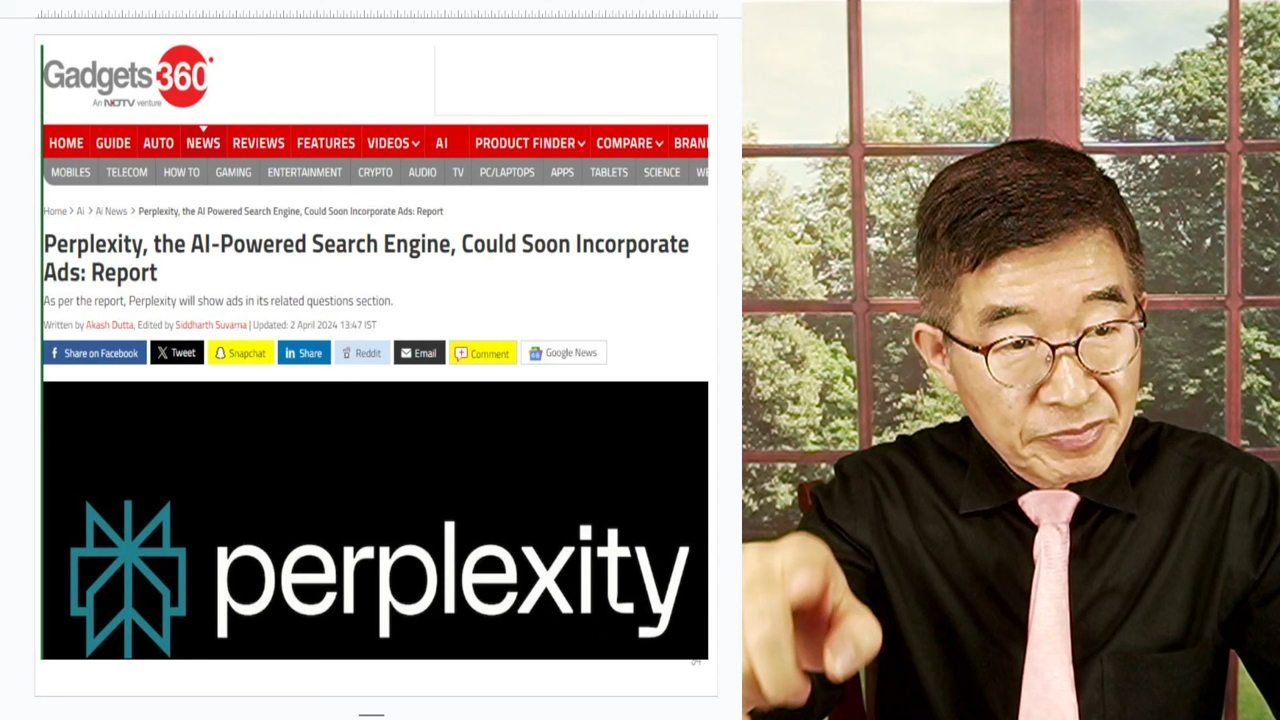 Gadgets 360
An NDTV venture
HOME GUIDE AUTO NEWS REVIEWS FEATURES VIDEOS AI PRODUCT FINDER COMPARE BRAN
MOBILES TELECOM HOW TO GAMING ENTERTAINMENT CRYPTO AUDIO TV PC/LAPTOPS APPS TABLETS SCIENCE WE
Home > Ai > Ai News > Perplexity, the AI Powered Search Engine, Could Soon Incorporate Ads: Report
Perplexity, the AI-Powered Search Engine, Could Soon Incorporate
Ads: Report
As per the report, Perplexity will show ads in its related questions section.
Written by Akash Dutta, Edited by Siddharth Suvarna | Updated: 2 April 2024 13:47 IST
Share on Facebook Tweet Snapchat Share Reddit Email Comment Google News
perplexity